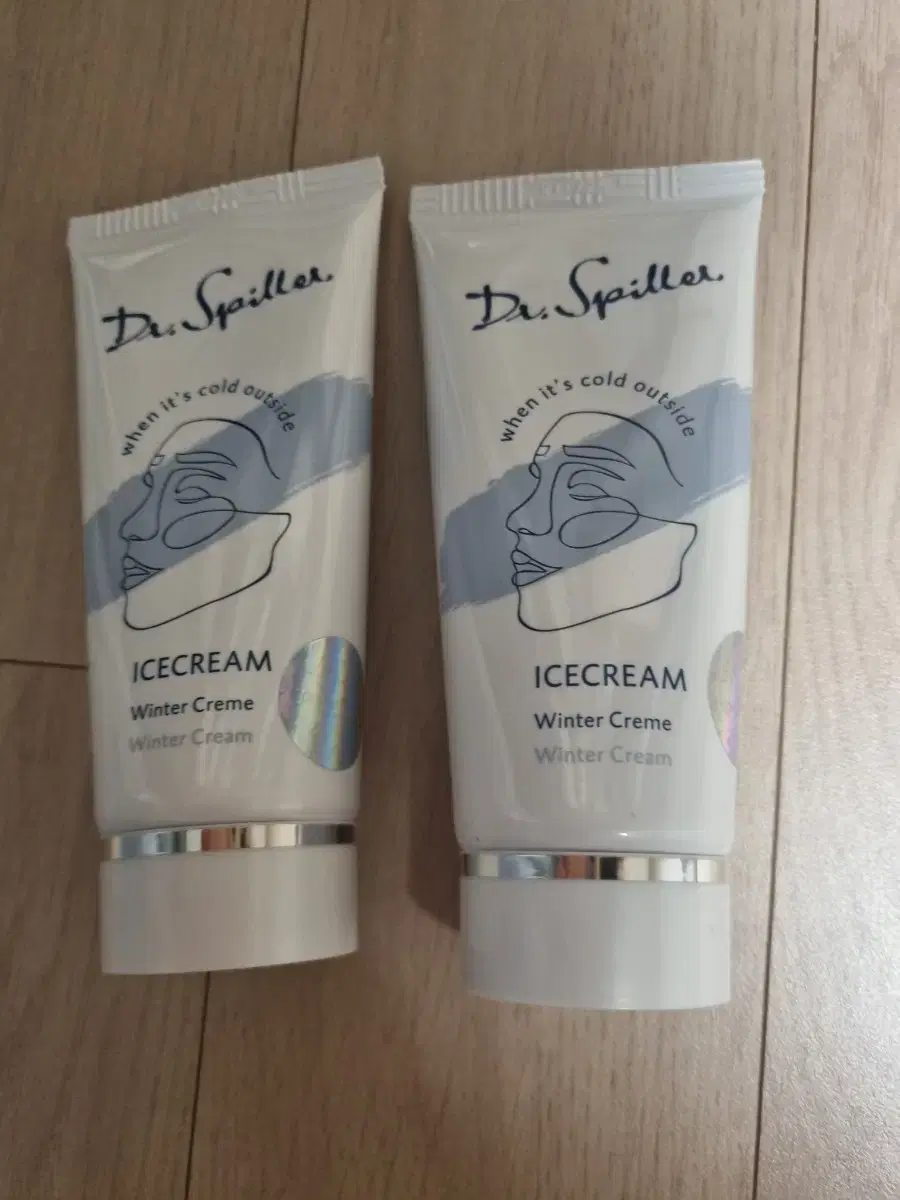 Dr. Spiller.
when it's cold outside
ICECREAM
Winter Creme
Winter Cream
Dr. Spiller.
when it's cold outside
ICECREAM
Winter Creme
Winter Cream